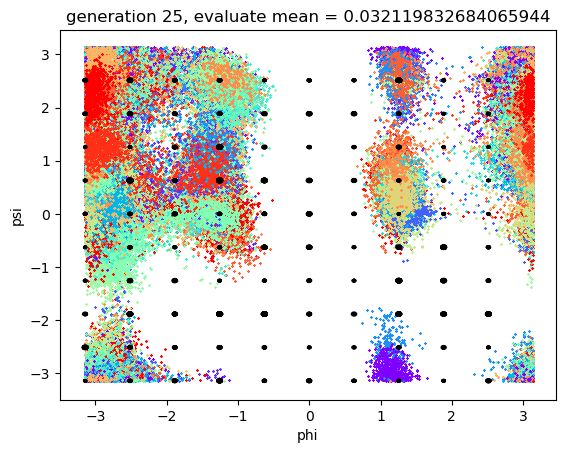 generation 25, evaluate mean = 0.032119832684065944
3
2
1
0
−1
−2
−3
psi
−3 −2 −1 0 1 2 3
phi